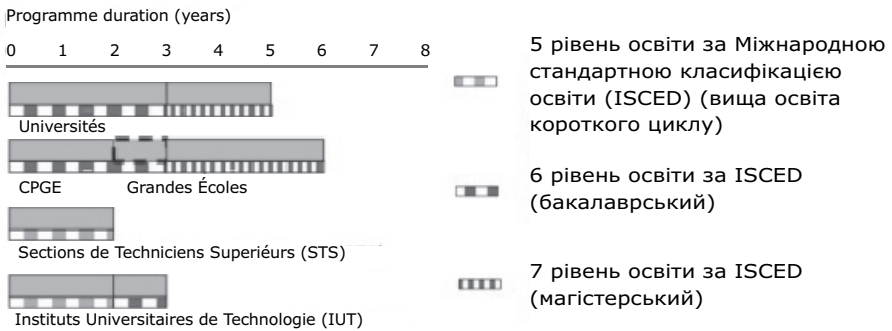 Programme duration (years)
0 1 2 3 4 5 6 7 8
Universités
CPGE Grandes Écoles
Sections de Techniciens Superiéurs (STS)
Instituts Universitaires de Technologie (IUT)
5 рівень освіти за Міжнародною
стандартною класифікацією
освіти (ISCED) (вища освіта
короткого циклу)
6 рівень освіти за ISCED
(бакалаврський)
7 рівень освіти за ISCED
(магістерський)